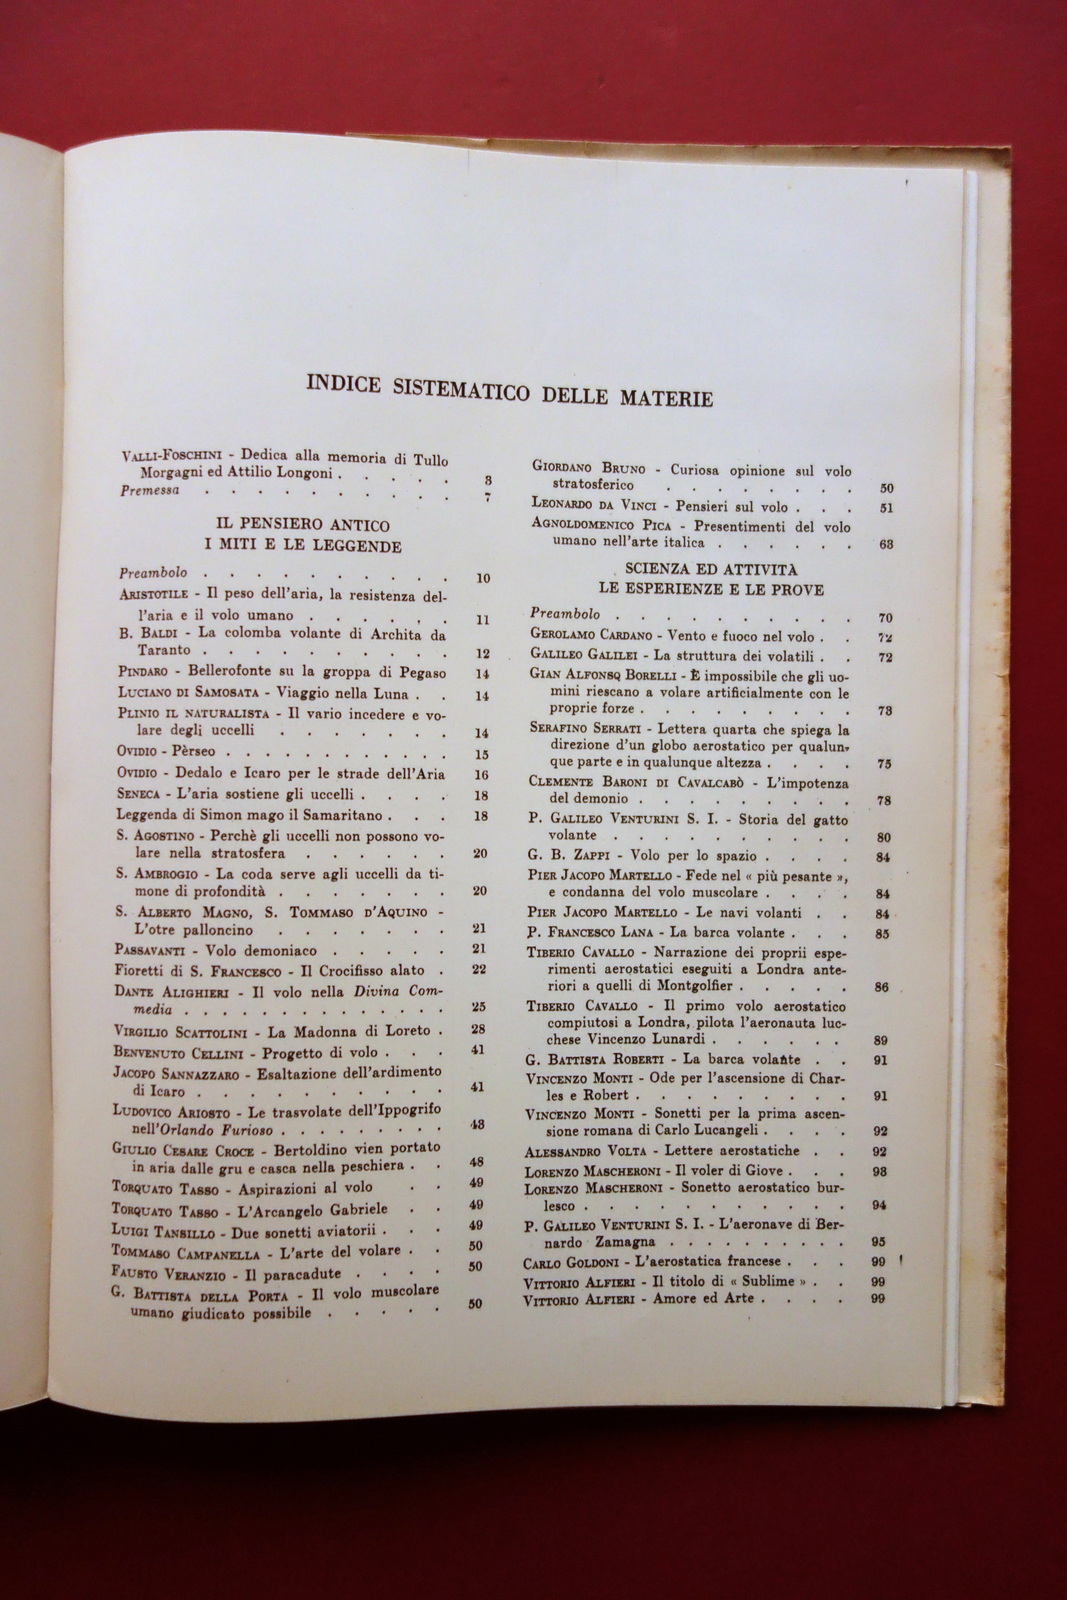 INDICE SISTEMATICO DELLE MATERIE
VALLI-FOSCHINI - Dedica alla memoria di Tullo
Morgagni ed Attilio Longoni . . . . . 3
Premessa . . . . . . . . . . 7
IL PENSIERO ANTICO
I MITI E LE LEGGENDE
Preambolo . . . . . . . . . . 10
ARISTOTILE - Il peso dell'aria, la resistenza del-
l'aria e il volo umano . . . . . . 11
B. BALDI - La colomba volante di Archita da
Taranto . . . . . . . . . . 12
PINDARO - Bellerofonte su la groppa di Pegaso 14
LUCIANO DI SAMOSATA - Viaggio nella Luna . . 14
PLINIO IL NATURALISTA - Il vario incedere e vo-
lare degli uccelli . . . . . . . 14
OVIDIO - Pèrseo . . . . . . . . . . 15
OVIDIO - Dedalo e Icaro per le strade dell'Aria 16
SENECA - L'aria sostiene gli uccelli . . . . 18
Leggenda di Simon mago il Samaritano . . . 18
S. AGOSTINO - Perchè gli uccelli non possono vo-
lare nella stratosfera . . . . . . 20
S. AMBROGIO - La coda serve agli uccelli da ti-
mone di profondità . . . . . . . 20
S. ALBERTO MAGNO, S. TOMMASO D'AQUINO -
L'otre palloncino . . . . . . . 21
PASSAVANTI - Volo demoniaco . . . . . 21
Fioretti di S. FRANCESCO - Il Crocifisso alato . 22
DANTE ALIGHIERI - Il volo nella Divina Com-
media . . . . . . . . . . . 25
VIRGILIO SCATTOLINI - La Madonna di Loreto . 28
BENVENUTO CELLINI - Progetto di volo . . . 41
JACOPO SANNAZZARO - Esaltazione dell'ardimento
di Icaro . . . . . . . . . . 41
LUDOVICO ARIOSTO - Le trasvolate dell'Ippogrifo
nell'Orlando Furioso . . . . . . . . 43
GIULIO CESARE CROCE - Bertoldino vien portato
in aria dalle gru e casca nella peschiera . . 48
TORQUATO TASSO - Aspirazioni al volo . . 49
TORQUATO TASSO - L'Arcangelo Gabriele . . 49
LUIGI TANSILLO - Due sonetti aviatorii . . . 49
TOMMASO CAMPANELLA - L'arte del volare . . 50
FAUSTO VERANZIO - Il paracadute . . . . 50
G. BATTISTA DELLA PORTA - Il volo muscolare
umano giudicato possibile . . . . . 50
GIORDANO BRUNO - Curiosa opinione sul volo
stratosferico . . . . . . . . 50
LEONARDO DA VINCI - Pensieri sul volo . . . 51
AGNOLDOMENICO PICA - Presentimenti del volo
umano nell'arte italica . . . . . . 63
SCIENZA ED ATTIVITÀ
LE ESPERIENZE E LE PROVE
Preambolo . . . . . . . . . . 70
GEROLAMO CARDANO - Vento e fuoco nel volo . . 72
GALILEO GALILEI - La struttura dei volatili . . 72
GIAN ALFONSO BORELLI - È impossibile che gli uo-
mini riescano a volare artificialmente con le
proprie forze . . . . . . . . . 73
SERAFINO SERRATI - Lettera quarta che spiega la
direzione d'un globo aerostatico per qualun-
que parte e in qualunque altezza . . . . 75
CLEMENTE BARONI DI CAVALCABÒ - L'impotenza
del demonio . . . . . . . . . 78
P. GALILEO VENTURINI S. I. - Storia del gatto
volante . . . . . . . . . . 80
G. B. ZAPPI - Volo per lo spazio . . . . 84
PIER JACOPO MARTELLO - Fede nel « più pesante »,
e condanna del volo muscolare . . . . 84
PIER JACOPO MARTELLO - Le navi volanti . . 84
P. FRANCESCO LANA - La barca volante . . . 85
TIBERIO CAVALLO - Narrazione dei proprii espe-
rimenti aerostatici eseguiti a Londra ante-
riori a quelli di Montgolfier . . . . . 86
TIBERIO CAVALLO - Il primo volo aerostatico
compiutosi a Londra, pilota l'aeronauta luc-
chese Vincenzo Lunardi . . . . . . 89
G. BATTISTA ROBERTI - La barca volante . . 91
VINCENZO MONTI - Ode per l'ascensione di Char-
les e Robert . . . . . . . . . 91
VINCENZO MONTI - Sonetti per la prima ascen-
sione romana di Carlo Lucangeli . . . . 92
ALESSANDRO VOLTA - Lettere aerostatiche . . 92
LORENZO MASCHERONI - Il voler di Giove . . . 93
LORENZO MASCHERONI - Sonetto aerostatico bur-
lesco . . . . . . . . . . . 94
P. GALILEO VENTURINI S. I. - L'aeronave di Ber-
nardo Zamagna . . . . . . . . . 95
CARLO GOLDONI - L'aerostatica francese . . . 99
VITTORIO ALFIERI - Il titolo di « Sublime » . . 99
VITTORIO ALFIERI - Amore ed Arte . . . . 99